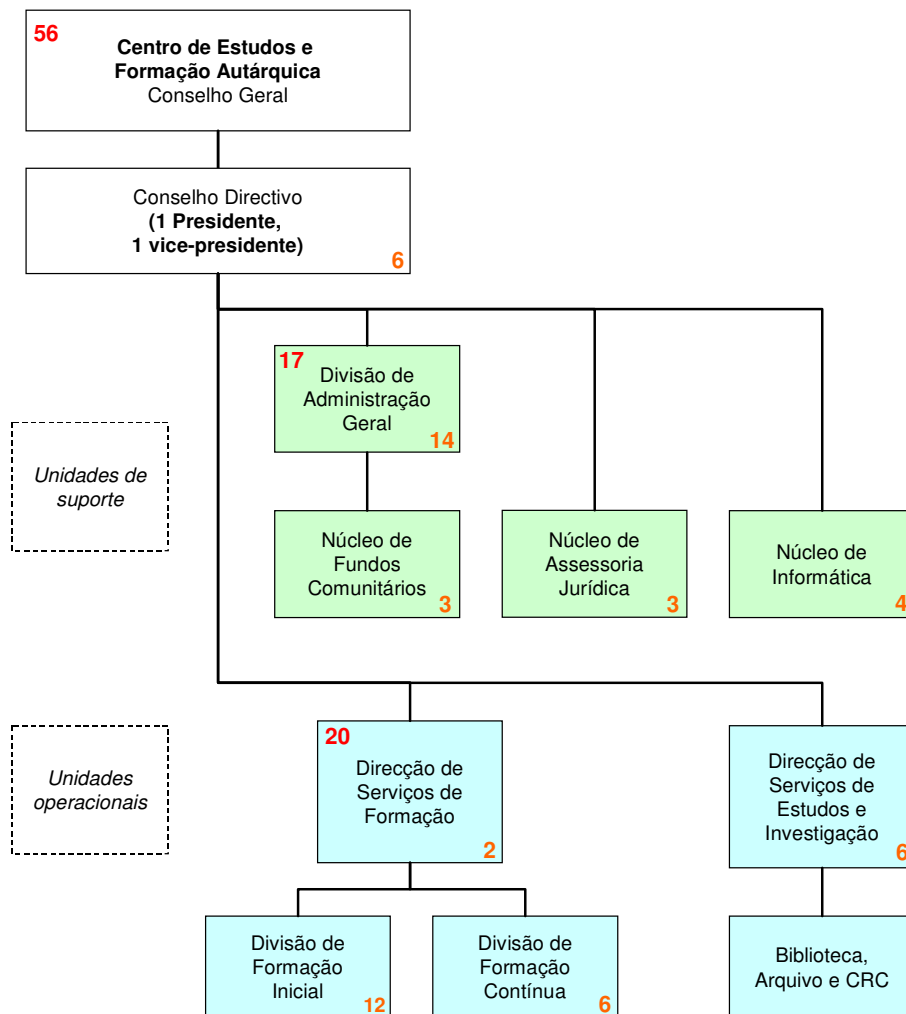 56
Centro de Estudos e
Formação Autárquica
Conselho Geral
Conselho Directivo
(1 Presidente,
1 vice-presidente)
6
17
Divisão de
Administração
Geral
14
Unidades de
suporte
Núcleo de
Fundos
Comunitários
3
Núcleo de
Assessoria
Jurídica
3
Núcleo de
Informática
4
Unidades
operacionais
20
Direcção de
Serviços de
Formação
2
Direcção de
Serviços de
Estudos e
Investigação
6
Divisão de
Formação
Inicial
12
Divisão de
Formação
Contínua
6
Biblioteca,
Arquivo e CRC